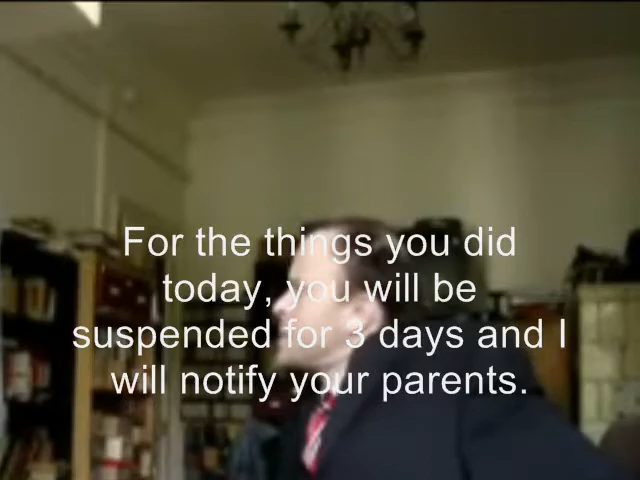 For the things you did
today, you will be
suspended for 3 days and I
will notify your parents.